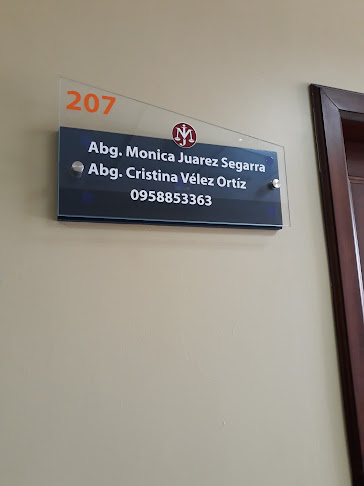 207
Abg. Monica Juarez Segarra
Abg. Cristina Vélez Ortíz
0958853363